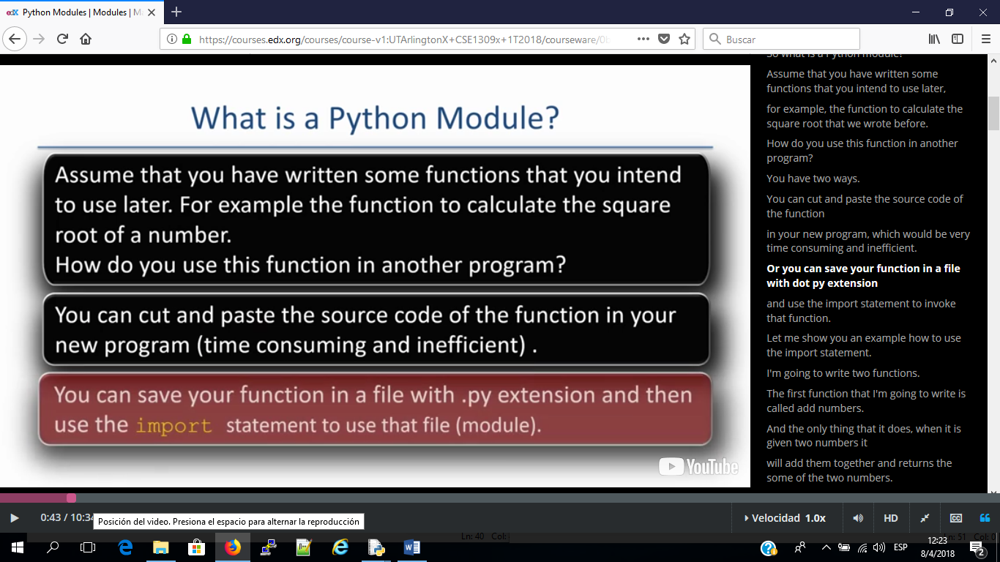 edX Python Modules | Modules | Ma
https://courses.edx.org/courses/course-v1:UTArlingtonX+CSE1309x+1T2018/courseware/0b
Buscar
What is a Python Module?
Assume that you have written some functions that you intend
to use later. For example the function to calculate the square
root of a number.
How do you use this function in another program?
You can cut and paste the source code of the function in your
new program (time consuming and inefficient) .
You can save your function in a file with .py extension and then
use the import statement to use that file (module).
YouTube
So what is a Python module?
Assume that you have written some
functions that you intend to use later,
for example, the function to calculate the
square root that we wrote before.
How do you use this function in another
program?
You have two ways.
You can cut and paste the source code of
the function
in your new program, which would be very
time consuming and inefficient.
Or you can save your function in a file
with dot py extension
and use the import statement to invoke
that function.
Let me show you an example how to use
the import statement.
I'm going to write two functions.
The first function that I'm going to write is
called add numbers.
And the only thing that it does, when it is
given two numbers it
will add them together and returns the
some of the two numbers.
0:43 / 10:34
Posición del video. Presiona el espacio para alternar la reproducción
Velocidad 1.0x
HD
CC
Ln: 40 Col:
Ln: 51 Col: 0
ESP
12:23
8/4/2018
2